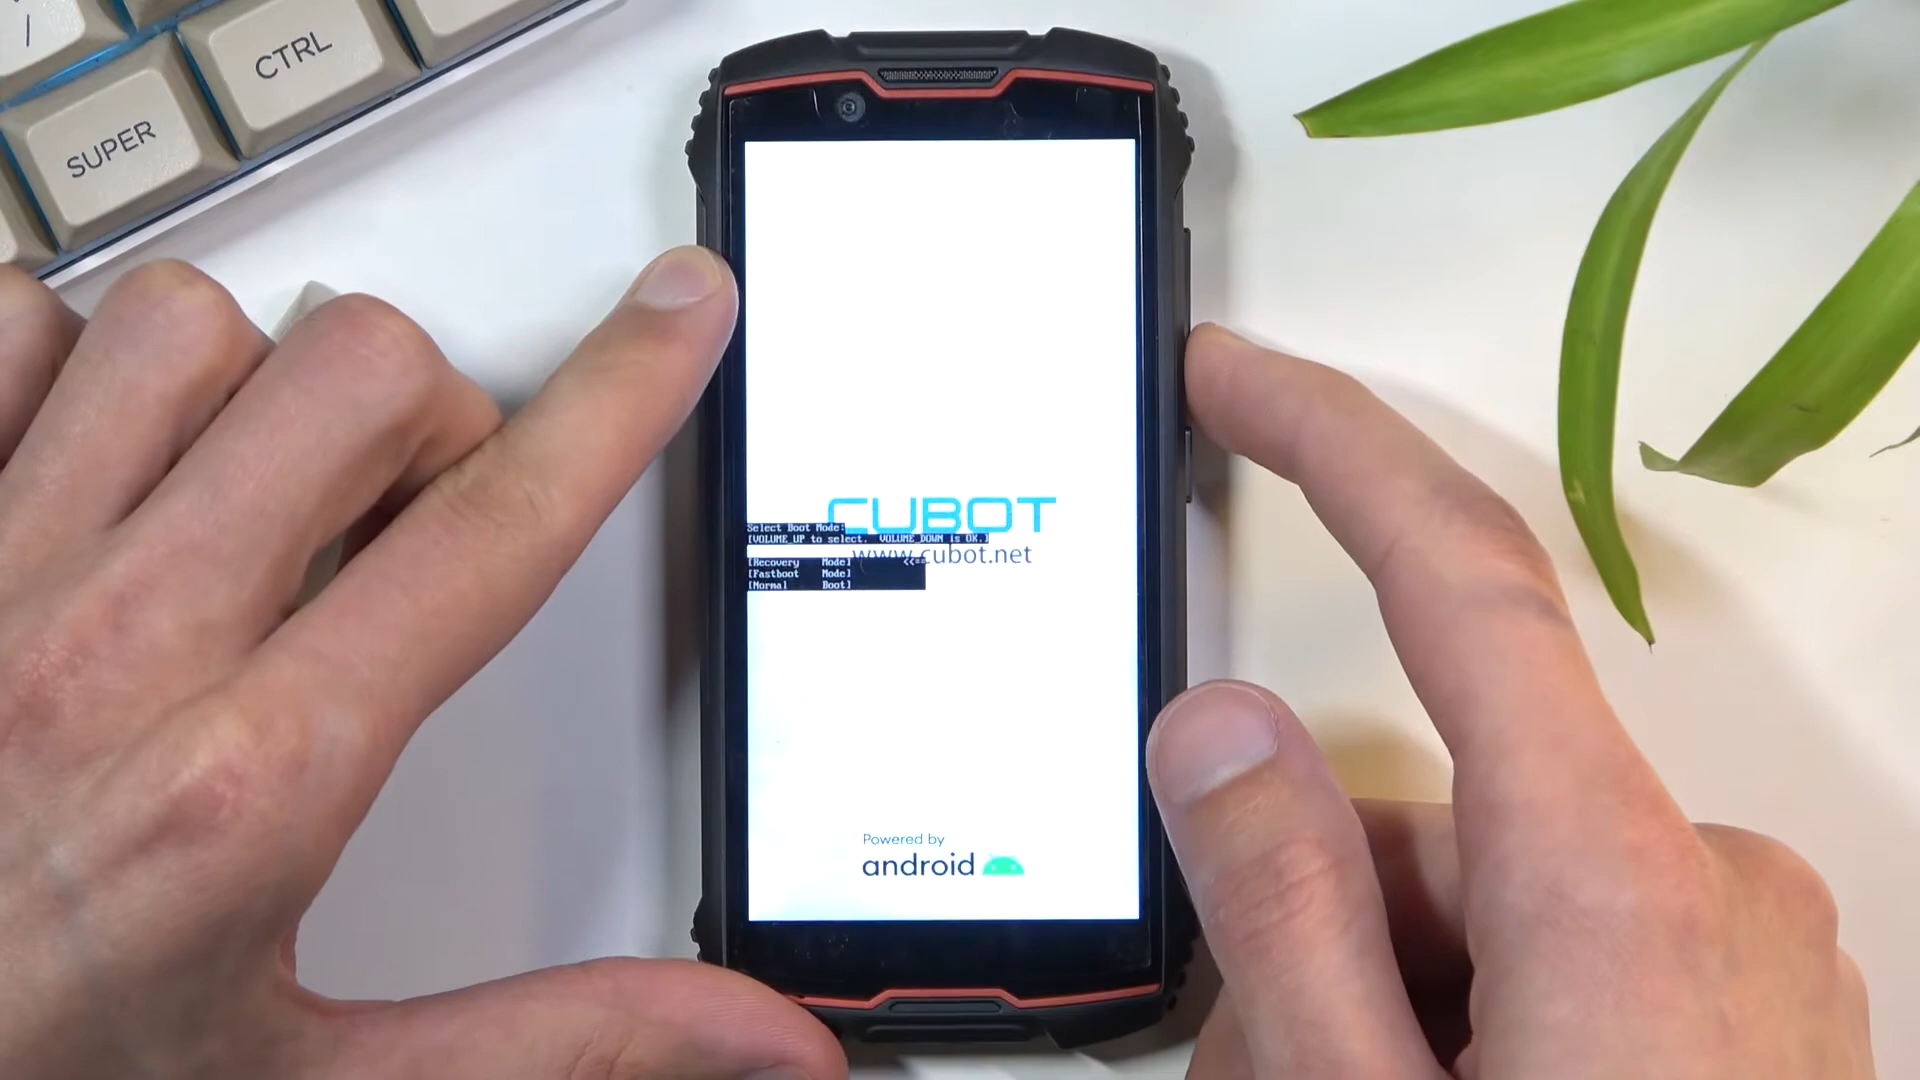 CTRL
SUPER
CUBOT
Select Boot Mode:
[VOLUME_UP to select. VOLUME_DOWN is OK.]
www.cubot.net
[Recovery Mode] <<==
[Fastboot Mode]
[Normal Boot]
Powered by
android